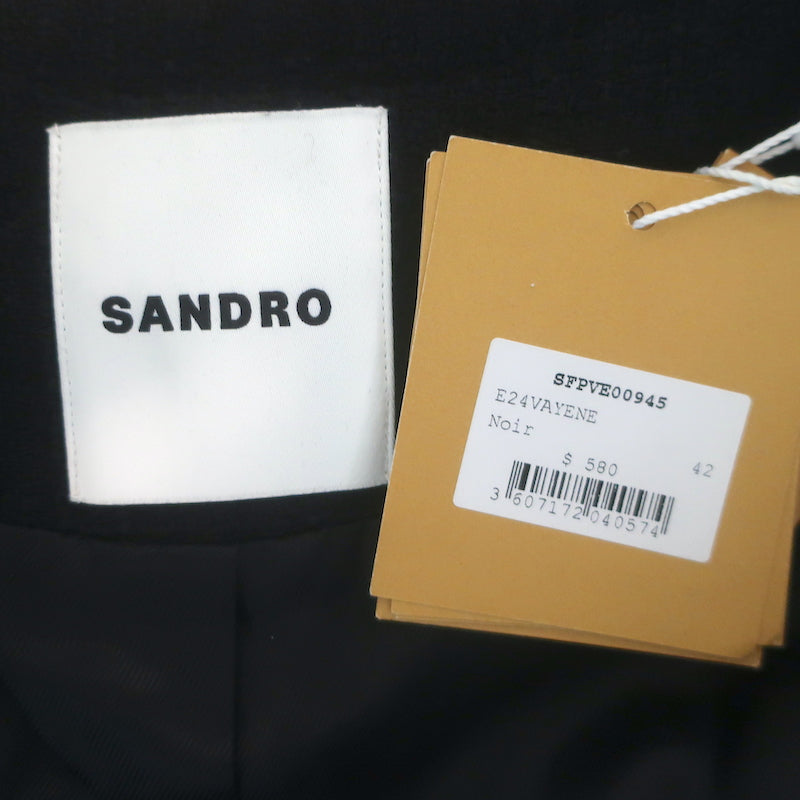 SANDRO
SFPVE00945
E24VAYENE
Noir
$ 580 42
3 607172 040574